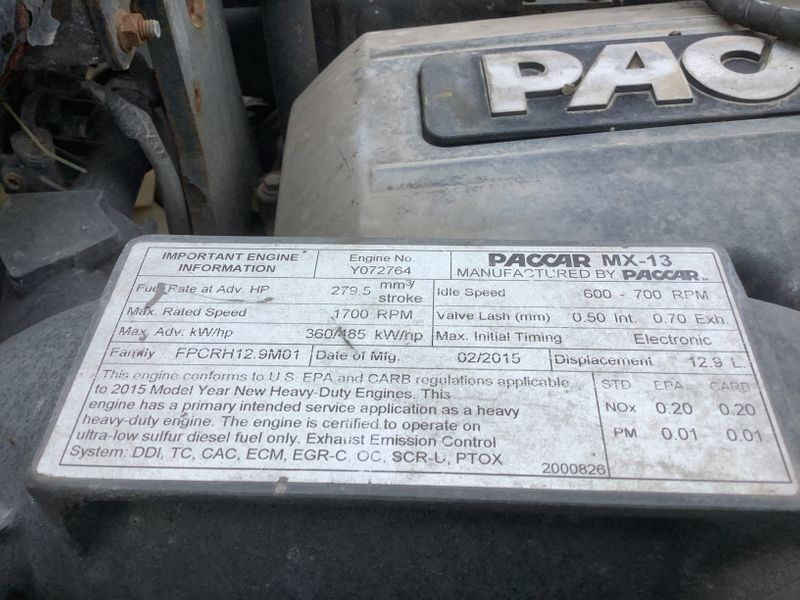 PAC
IMPORTANT ENGINE INFORMATION
Engine No. Y072764
PACCAR MX-13
MANUFACTURED BY PACCAR
Fuel Rate at Adv. HP 279.5 mm³/stroke
Idle Speed 600 - 700 RPM
Max. Rated Speed 1700 RPM
Valve Lash (mm) 0.50 Int. 0.70 Exh.
Max. Adv. kW/hp 360/485 kW/hp
Max. Initial Timing Electronic
Family FPCRH12.9M01
Date of Mfg. 02/2015
Displacement 12.9 L.
This engine conforms to U.S. EPA and CARB regulations applicable
to 2015 Model Year New Heavy-Duty Engines. This
engine has a primary intended service application as a heavy
heavy-duty engine. The engine is certified to operate on
ultra-low sulfur diesel fuel only. Exhaust Emission Control
System: DDI, TC, CAC, ECM, EGR-C, OC, SCR-U, PTOX
2000826
STD EPA CARB
NOx 0.20 0.20
PM 0.01 0.01